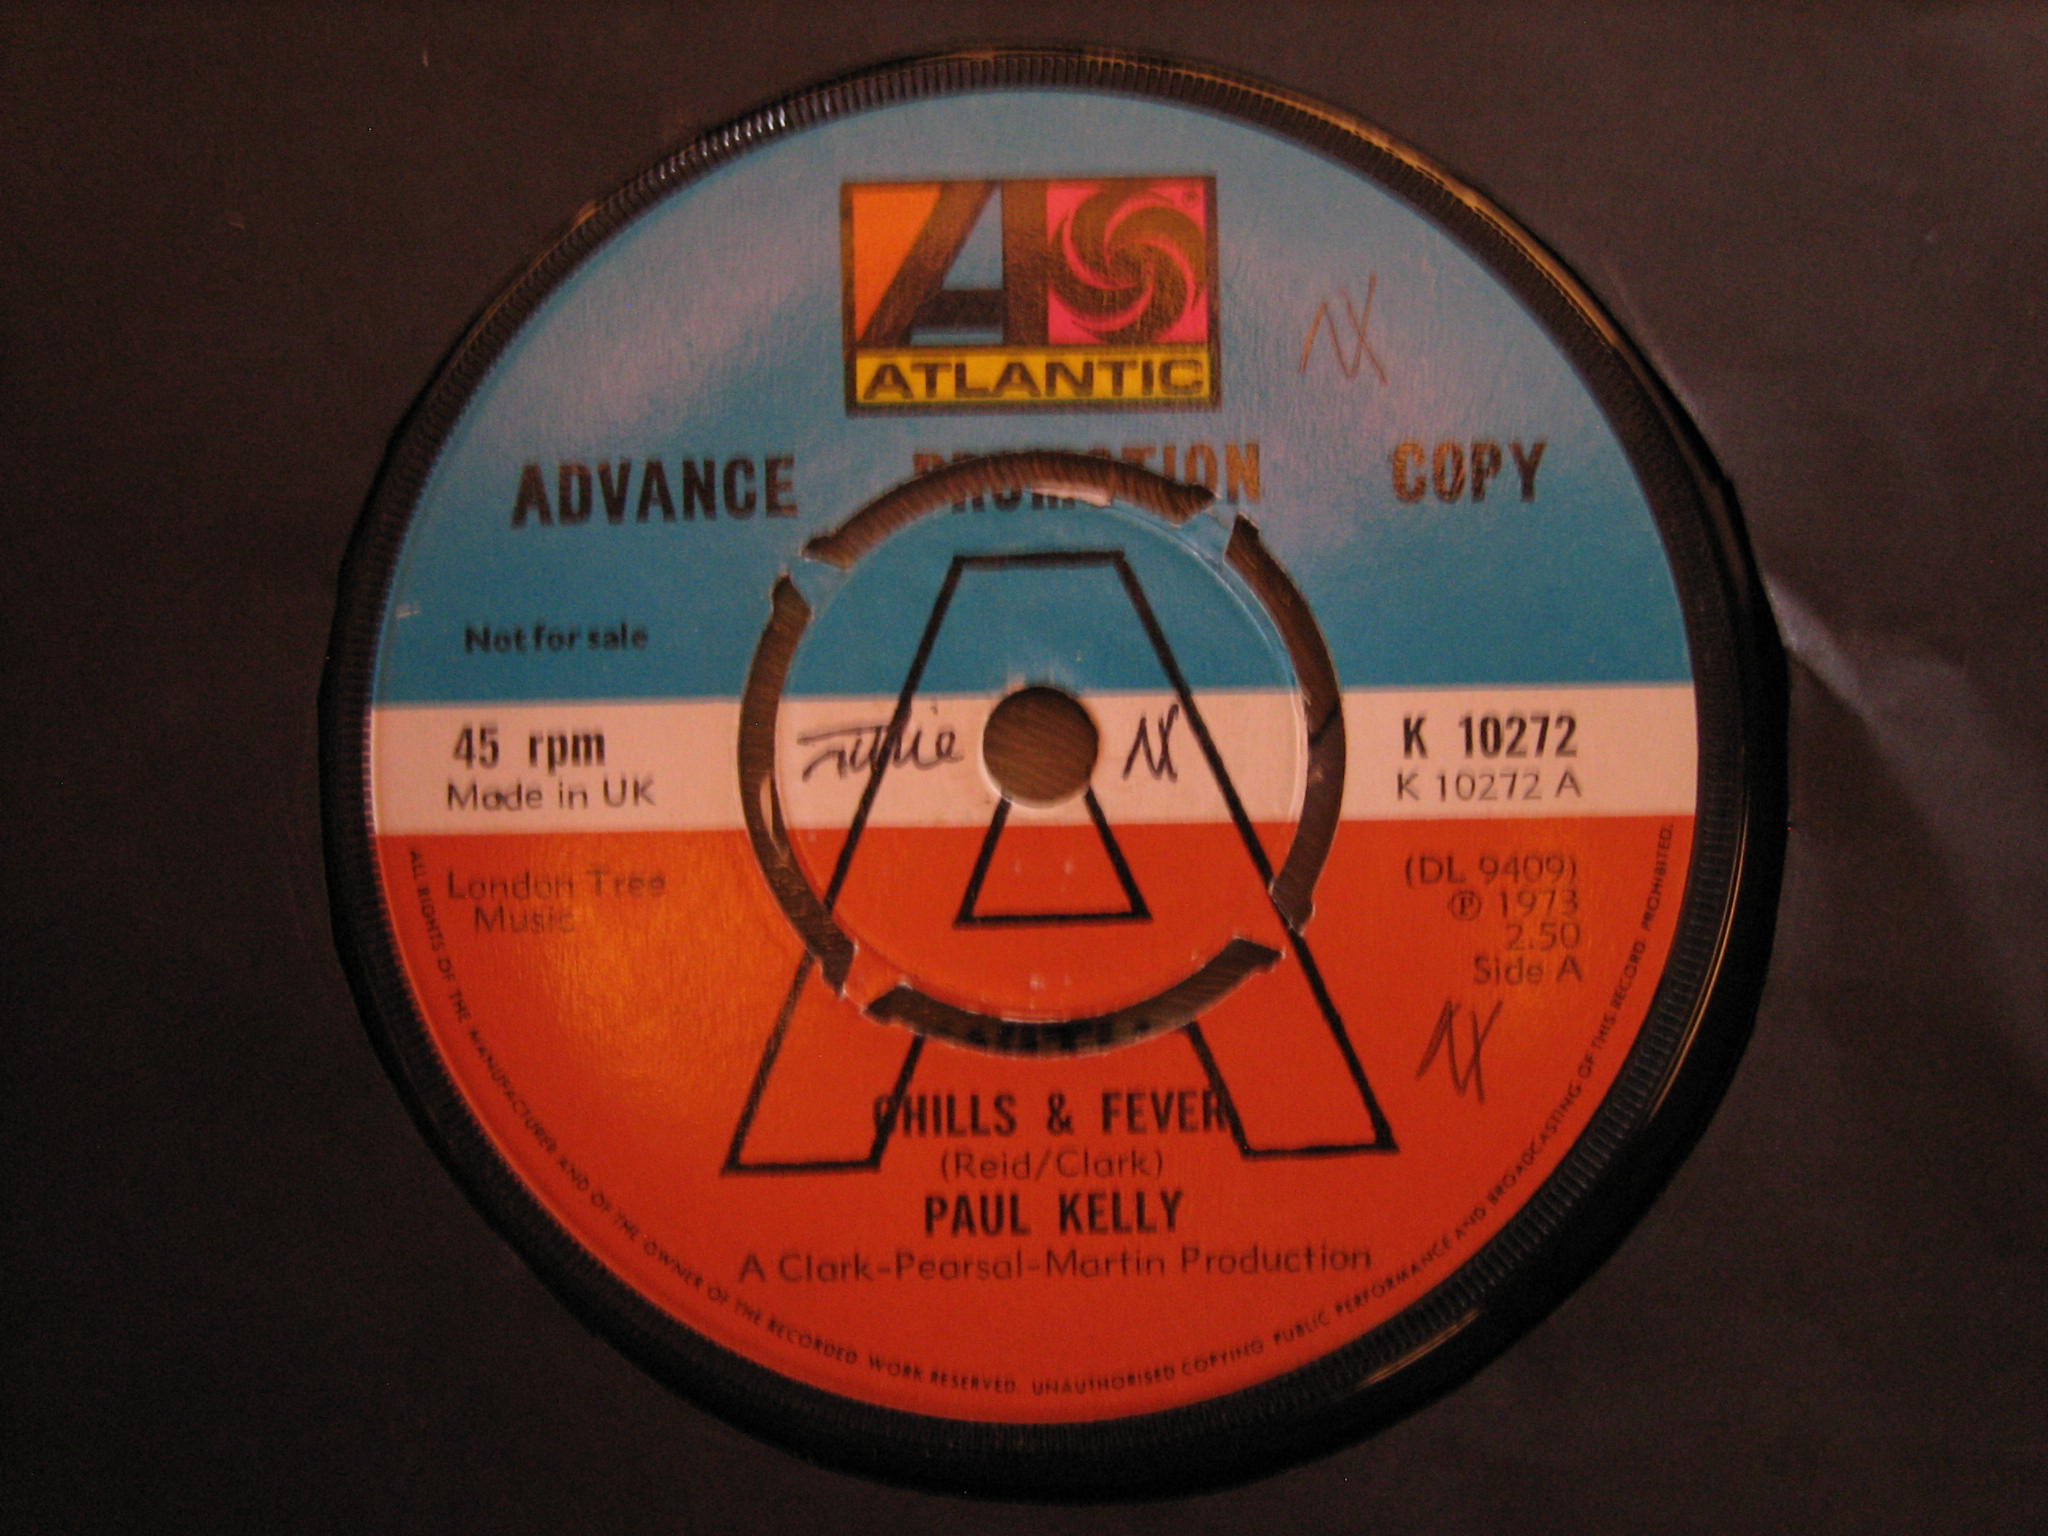 ATLANTIC
ADVANCE PROMOTION COPY
Not for sale
45 rpm
Made in UK
K 10272
K 10272 A
London Tree
Music
(DL 9409)
℗ 1973
2.50
Side A
A
CHILLS & FEVER
(Reid/Clark)
PAUL KELLY
A Clark-Pearsal-Martin Production
ALL RIGHTS OF THE MANUFACTURER AND OF THE OWNER OF THE RECORDED WORK RESERVED. UNAUTHORISED COPYING PUBLIC PERFORMANCE AND BROADCASTING OF THIS RECORD PROHIBITED.